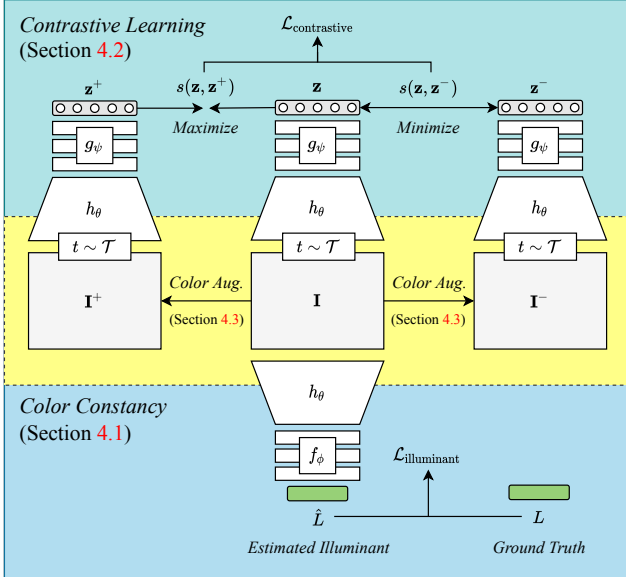 Contrastive Learning
(Section 4.2)
ℒcontrastive
z⁺ s(z, z⁺) z s(z, z⁻) z⁻
Maximize Minimize
gψ gψ gψ
hθ hθ hθ
t ∼ 𝒯 t ∼ 𝒯 t ∼ 𝒯
Color Aug. Color Aug.
I⁺ I I⁻
(Section 4.3) (Section 4.3)
hθ
Color Constancy
(Section 4.1)
fϕ
ℒilluminant
L̂ L
Estimated Illuminant Ground Truth